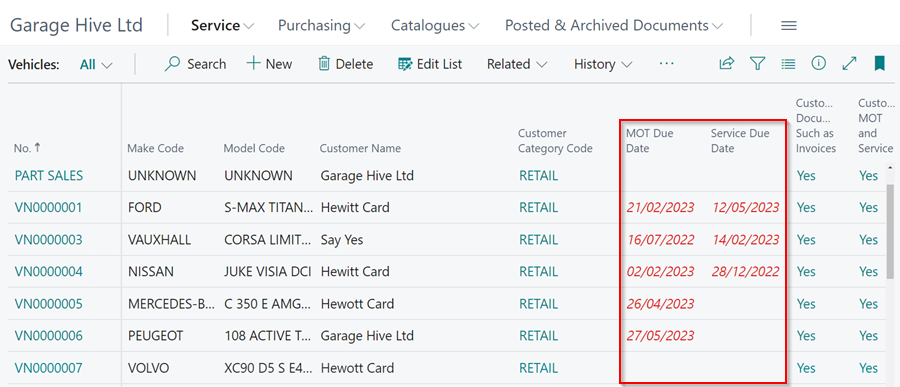 Garage Hive Ltd Service Purchasing Catalogues Posted & Archived Documents
Vehicles: All Search New Delete Edit List Related History ...
No. ↑ Make Code Model Code Customer Name Customer Category Code MOT Due Date Service Due Date Custo... Docu... Such as Invoices Custo... MOT and Service
PART SALES UNKNOWN UNKNOWN Garage Hive Ltd RETAIL Yes Yes
VN0000001 FORD S-MAX TITAN... Hewitt Card RETAIL 21/02/2023 12/05/2023 Yes Yes
VN0000003 VAUXHALL CORSA LIMIT... Say Yes RETAIL 16/07/2022 14/02/2023 Yes Yes
VN0000004 NISSAN JUKE VISIA DCI Hewitt Card RETAIL 02/02/2023 28/12/2022 Yes Yes
VN0000005 MERCEDES-B... C 350 E AMG... Hewott Card RETAIL 26/04/2023 Yes Yes
VN0000006 PEUGEOT 108 ACTIVE T... Garage Hive Ltd RETAIL 27/05/2023 Yes Yes
VN0000007 VOLVO XC90 D5 S E4... Hewott Card RETAIL Yes Yes